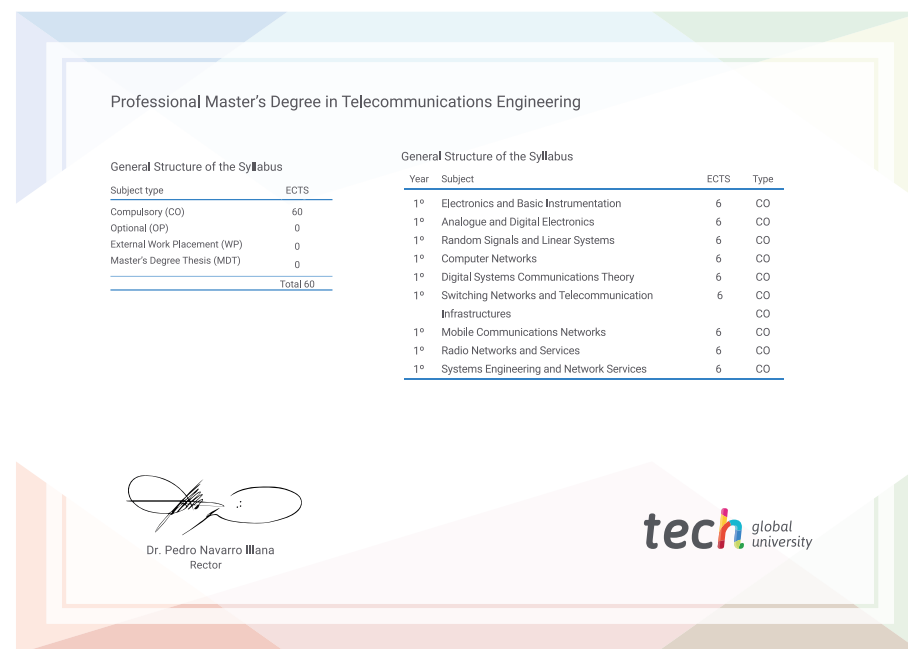 Professional Master's Degree in Telecommunications Engineering
General Structure of the Syllabus
Subject type ECTS
Compulsory (CO) 60
Optional (OP) 0
External Work Placement (WP) 0
Master's Degree Thesis (MDT) 0
Total 60
General Structure of the Syllabus
Year Subject ECTS Type
1º Electronics and Basic Instrumentation 6 CO
1º Analogue and Digital Electronics 6 CO
1º Random Signals and Linear Systems 6 CO
1º Computer Networks 6 CO
1º Digital Systems Communications Theory 6 CO
1º Switching Networks and Telecommunication 6 CO
Infrastructures CO
1º Mobile Communications Networks 6 CO
1º Radio Networks and Services 6 CO
1º Systems Engineering and Network Services 6 CO
Dr. Pedro Navarro Illana
Rector
tech global
university